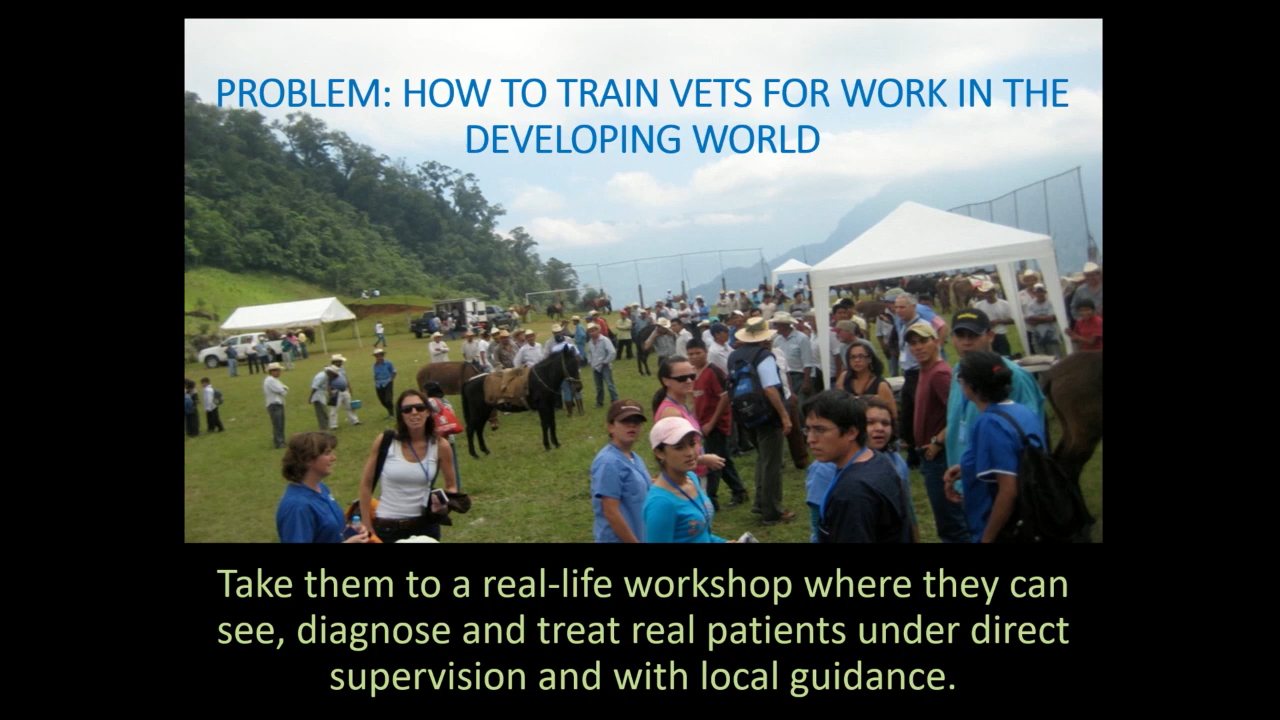 PROBLEM: HOW TO TRAIN VETS FOR WORK IN THE
DEVELOPING WORLD
Take them to a real-life workshop where they can
see, diagnose and treat real patients under direct
supervision and with local guidance.